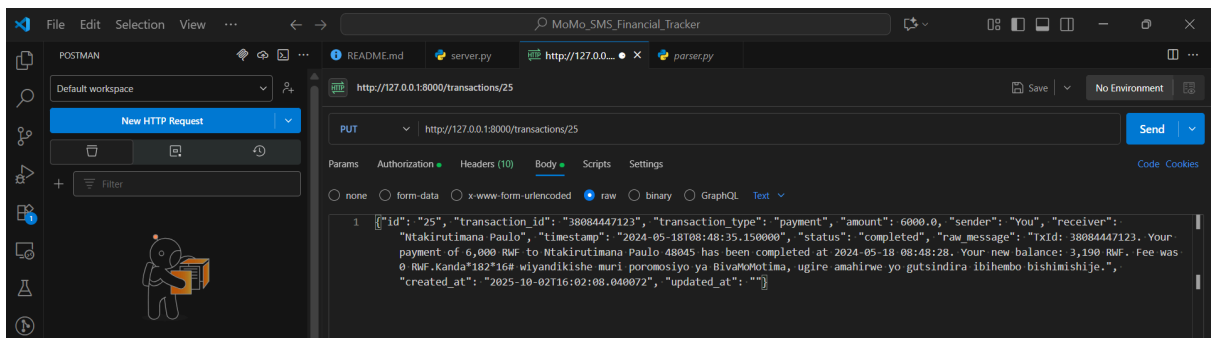 File Edit Selection View ··· MoMo_SMS_Financial_Tracker
POSTMAN ··· README.md server.py http://127.0.0.... parser.py ···
Default workspace http://127.0.0.1:8000/transactions/25 Save No Environment
New HTTP Request PUT http://127.0.0.1:8000/transactions/25 Send
Params Authorization Headers (10) Body Scripts Settings Code Cookies
Filter none form-data x-www-form-urlencoded raw binary GraphQL Text
1 {"id": "25", "transaction_id": "38084447123", "transaction_type": "payment", "amount": 6000.0, "sender": "You", "receiver":
"Ntakirutimana Paulo", "timestamp": "2024-05-18T08:48:35.150000", "status": "completed", "raw_message": "TxId: 38084447123. Your
payment of 6,000 RWF to Ntakirutimana Paulo 48045 has been completed at 2024-05-18 08:48:28. Your new balance: 3,190 RWF. Fee was
0 RWF.Kanda*182*16# wiyandikishe muri poromosiyo ya BivaMoMotima, ugire amahirwe yo gutsindira ibihembo bishimishije.",
"created_at": "2025-10-02T16:02:08.040072", "updated_at": ""}
1